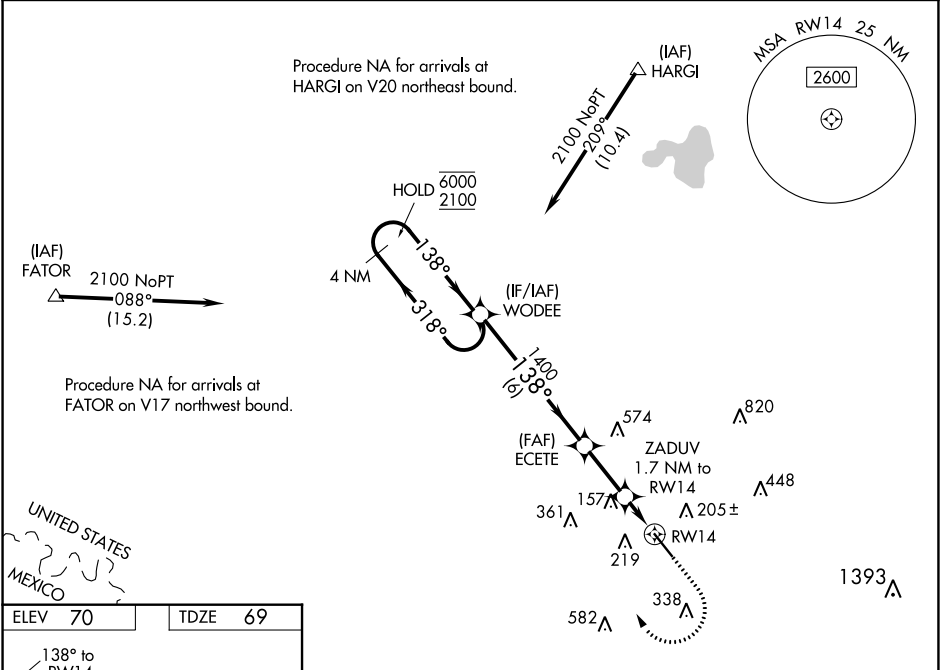 Procedure NA for arrivals at
HARGI on V20 northeast bound.
(IAF)
HARGI
2100 NoPT
209°
(10.4)
MSA RW14 25 NM
2600
HOLD 6000
2100
4 NM
138°
318°
(IF/IAF)
WODEE
(IAF)
FATOR
2100 NoPT
088°
(15.2)
Procedure NA for arrivals at
FATOR on V17 northwest bound.
1400
138°
(6)
(FAF)
ECETE
574
820
ZADUV
1.7 NM to
RW14
448
157
361
205±
219
RW14
1393
338
582
UNITED STATES
MEXICO
ELEV 70
TDZE 69
138° to
RW14